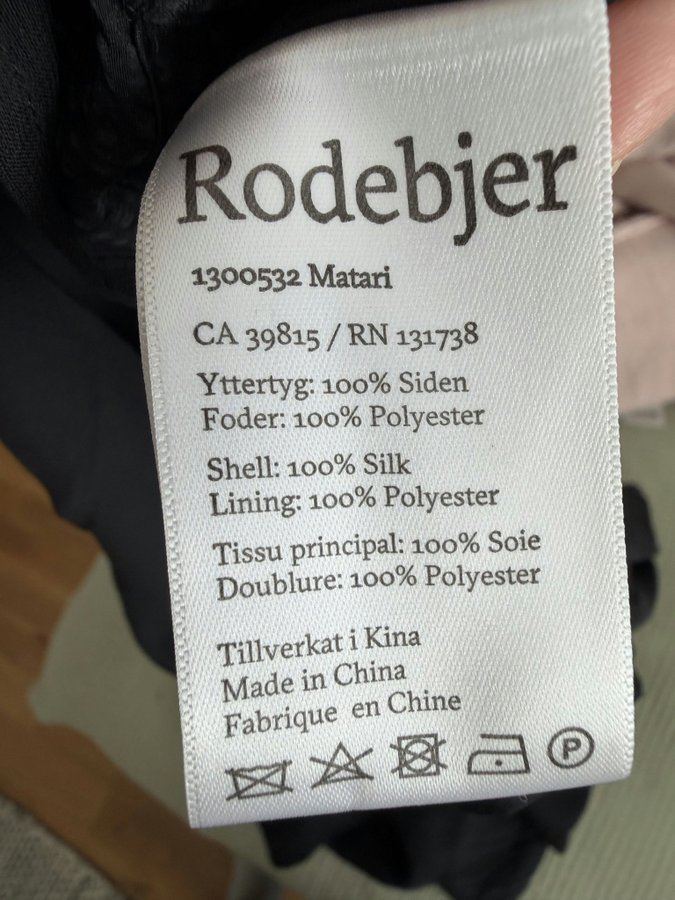 Rodebjer
1300532 Matari
CA 39815 / RN 131738
Yttertyg: 100% Siden
Foder: 100% Polyester
Shell: 100% Silk
Lining: 100% Polyester
Tissu principal: 100% Soie
Doublure: 100% Polyester
Tillverkat i Kina
Made in China
Fabrique en Chine
P